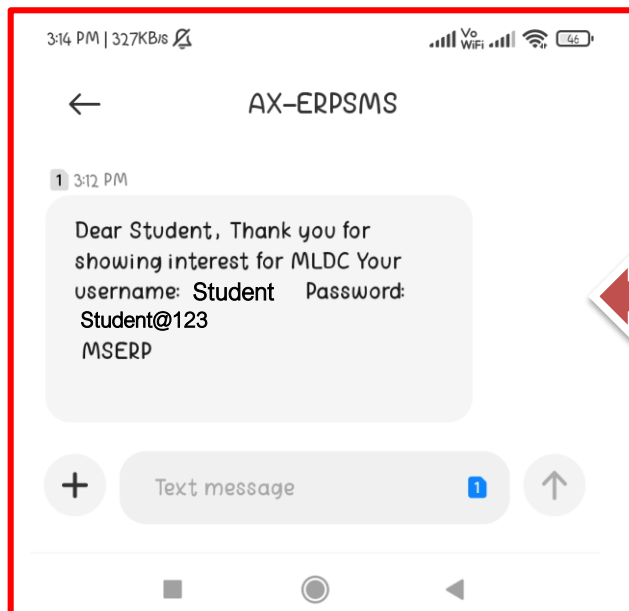 3:14 PM | 327KB/s Vo WiFi 46
AX-ERPSMS
1 3:12 PM
Dear Student, Thank you for
showing interest for MLDC Your
username: Student Password:
Student@123
MSERP
Text message 1